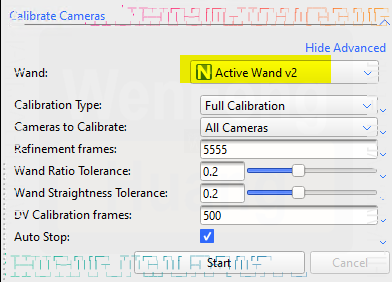 Calibrate Cameras
Hide Advanced
Wand: N Active Wand v2
Calibration Type: Full Calibration
Cameras to Calibrate: All Cameras
Refinement frames: 5555
Wand Ratio Tolerance: 0.2
Wand Straightness Tolerance: 0.2
DV Calibration frames: 500
Auto Stop:
Start Cancel